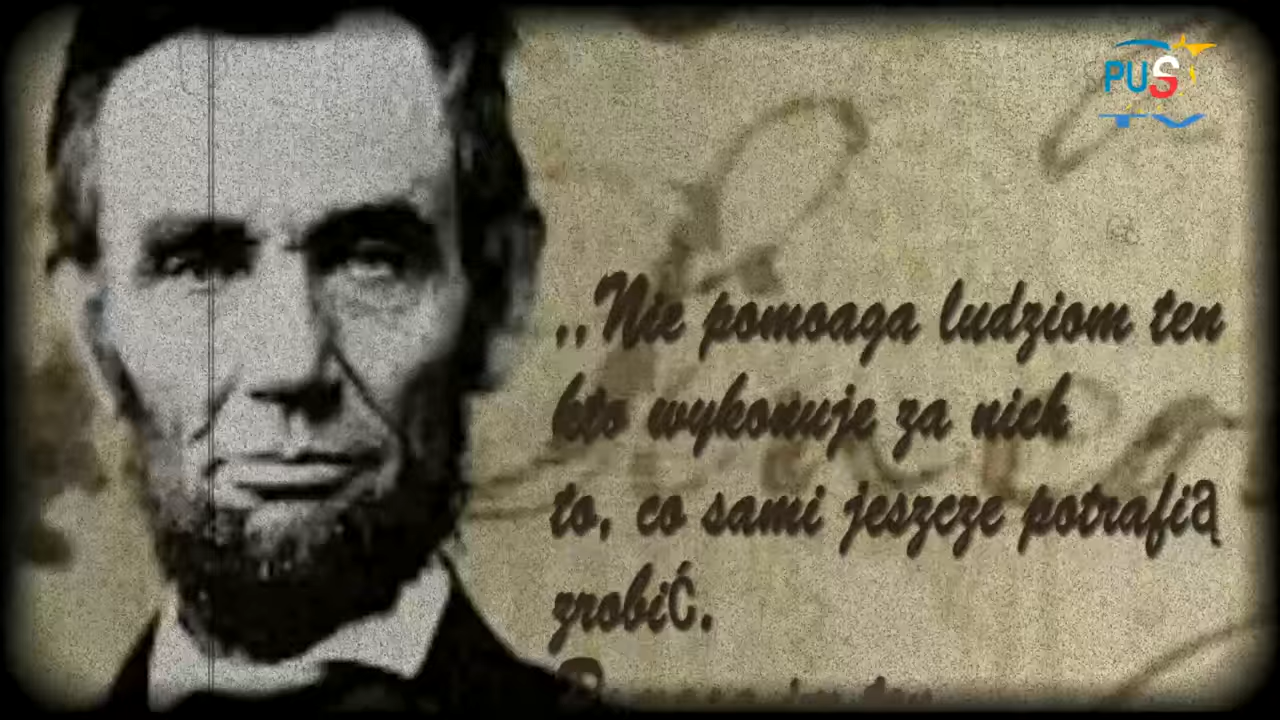 PUS
,,Nie pomoaga ludziom ten
kto wykonuje za nich
to, co sami jeszcze potrafią
zrobić.